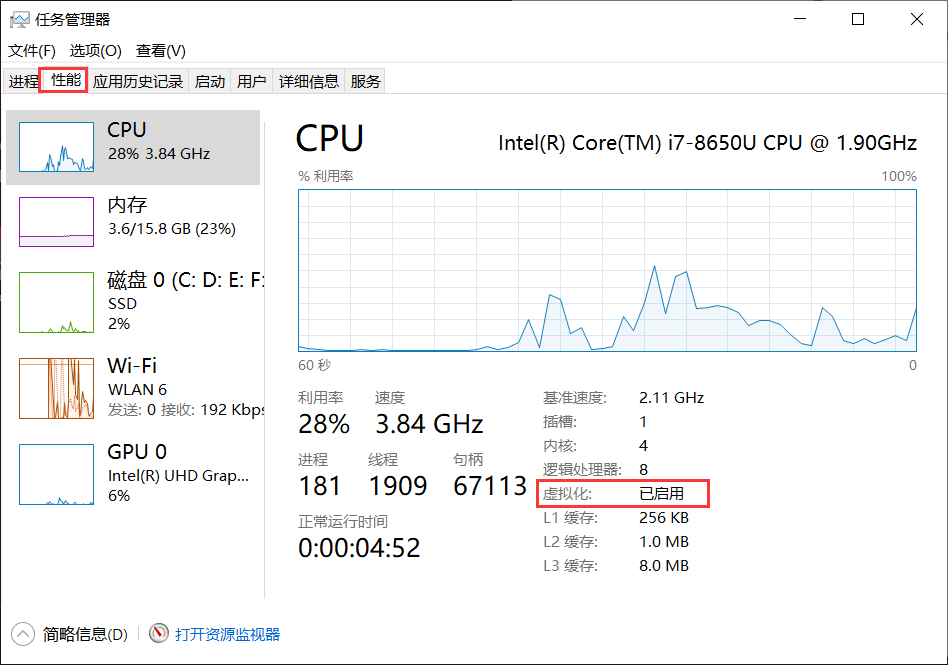 任务管理器
文件(F) 选项(O) 查看(V)
进程 性能 应用历史记录 启动 用户 详细信息 服务
CPU
28% 3.84 GHz
内存
3.6/15.8 GB (23%)
磁盘 0 (C: D: E: F:
SSD
2%
Wi-Fi
WLAN 6
发送: 0 接收: 192 Kbps
GPU 0
Intel(R) UHD Grap...
6%
CPU Intel(R) Core(TM) i7-8650U CPU @ 1.90GHz
% 利用率 100%
60 秒 0
利用率 速度
28% 3.84 GHz
进程 线程 句柄
181 1909 67113
正常运行时间
0:00:04:52
基准速度: 2.11 GHz
插槽: 1
内核: 4
逻辑处理器: 8
虚拟化: 已启用
L1 缓存: 256 KB
L2 缓存: 1.0 MB
L3 缓存: 8.0 MB
简略信息(D) 打开资源监视器